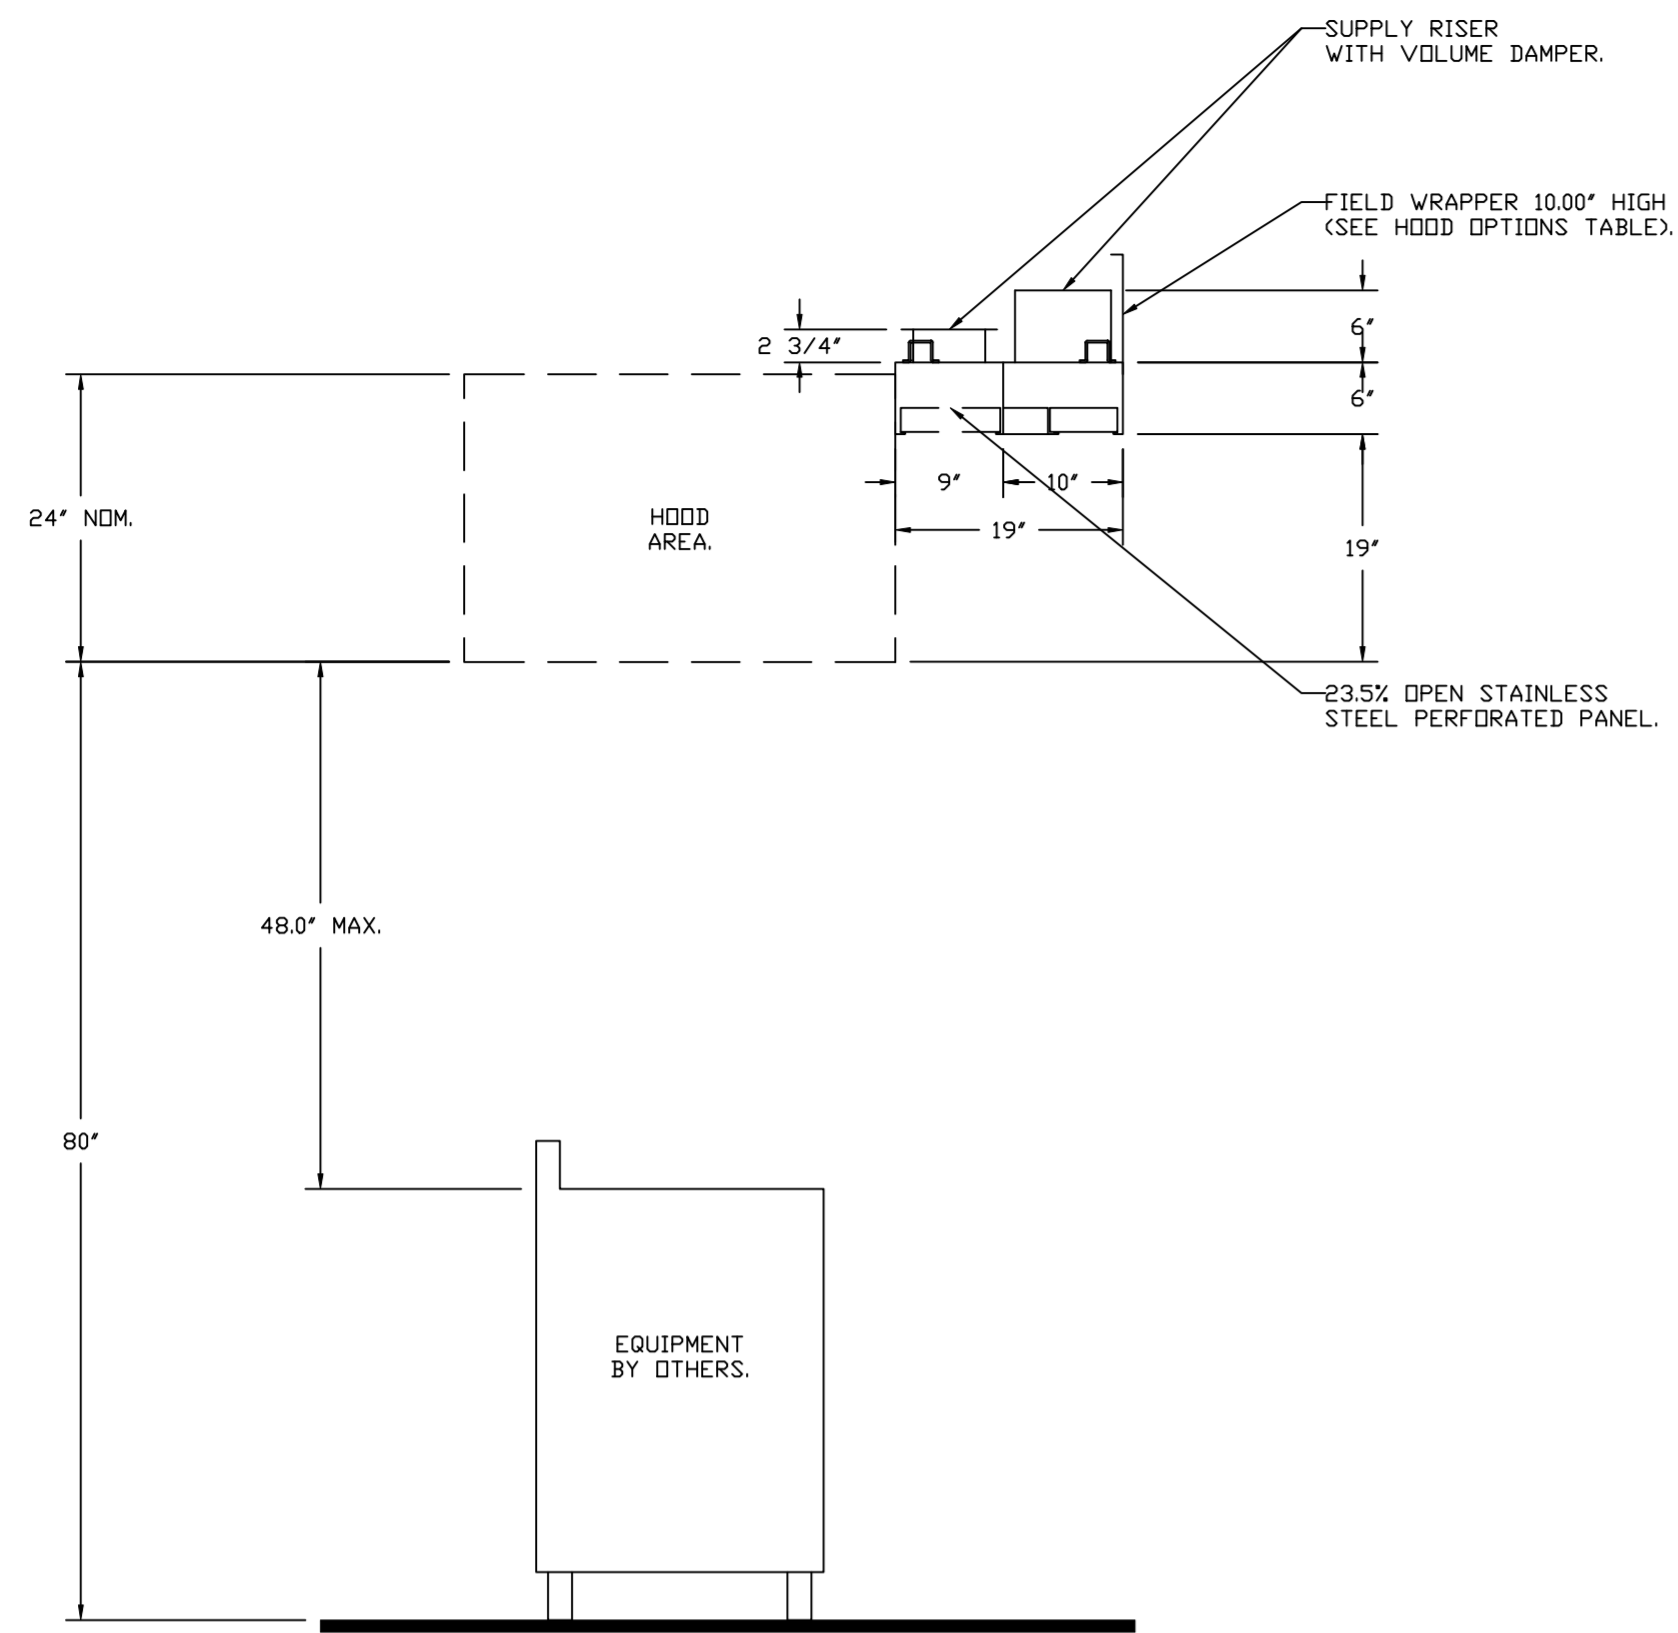 SUPPLY RISER
WITH VOLUME DAMPER.
FIELD WRAPPER 10.00" HIGH
(SEE HOOD OPTIONS TABLE).
6"
2 3/4"
6"
9"
10"
24" NOM.
HOOD
AREA.
19"
19"
23.5% OPEN STAINLESS
STEEL PERFORATED PANEL.
48.0" MAX.
80"
EQUIPMENT
BY OTHERS.